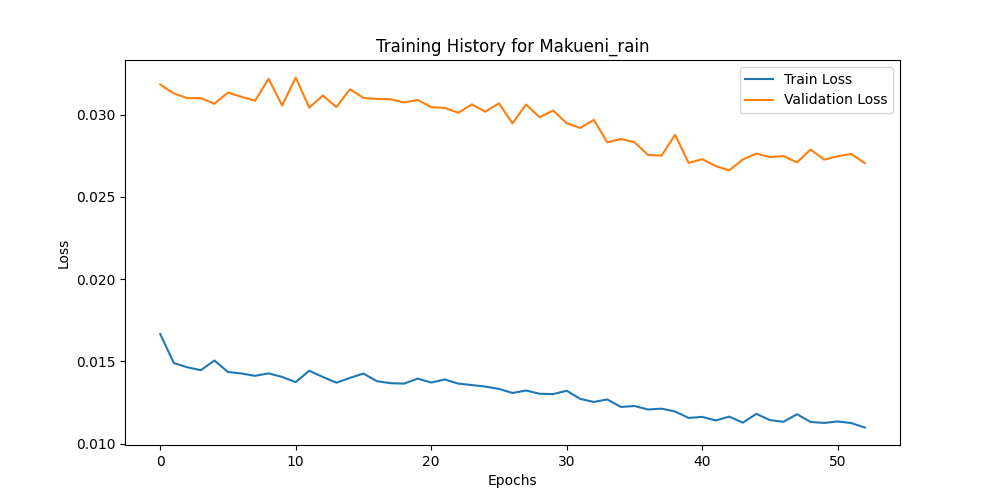 Training History for Makueni_rain
Train Loss
Validation Loss
0.030
0.025
0.020
0.015
0.010
Loss
0 10 20 30 40 50
Epochs